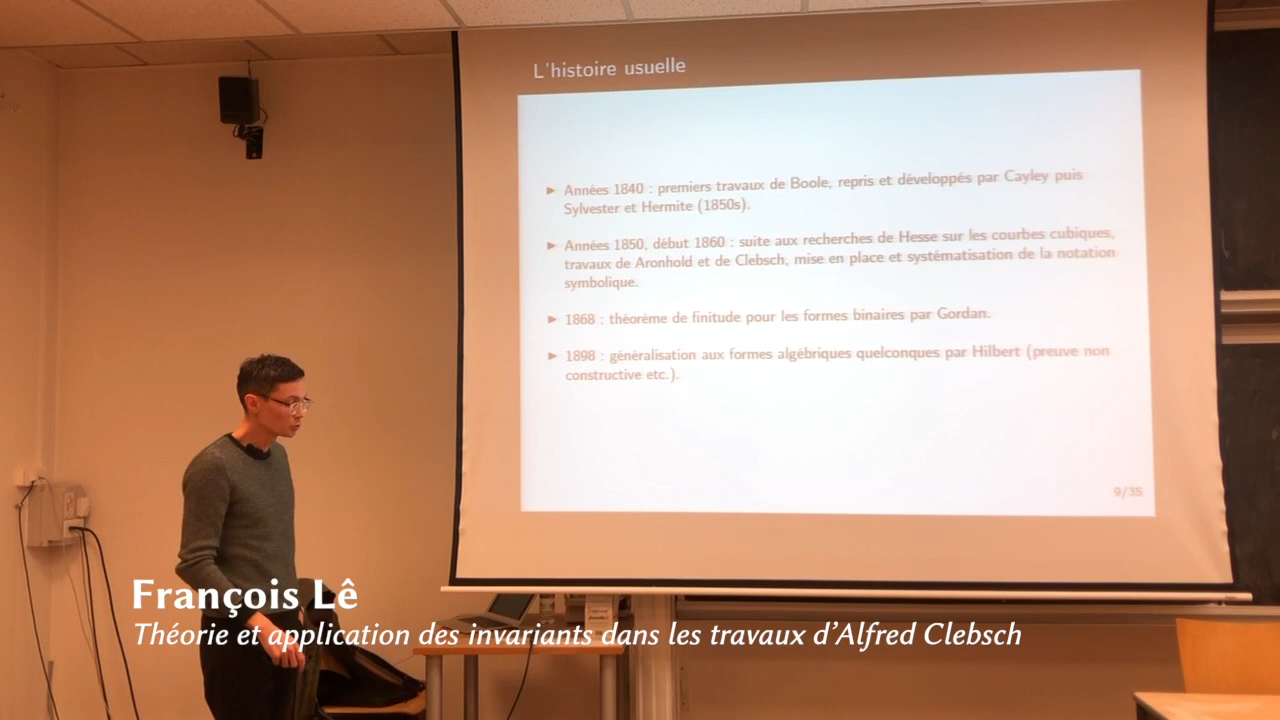 L'histoire usuelle
► Années 1840 : premiers travaux de Boole, repris et développés par Cayley puis
Sylvester et Hermite (1850s).
► Années 1850, début 1860 : suite aux recherches de Hesse sur les courbes cubiques,
travaux de Aronhold et de Clebsch, mise en place et systématisation de la notation
symbolique.
► 1868 : théorème de finitude pour les formes binaires par Gordan.
► 1898 : généralisation aux formes algébriques quelconques par Hilbert (preuve non
constructive etc.).
9/35
François Lê
Théorie et application des invariants dans les travaux d'Alfred Clebsch